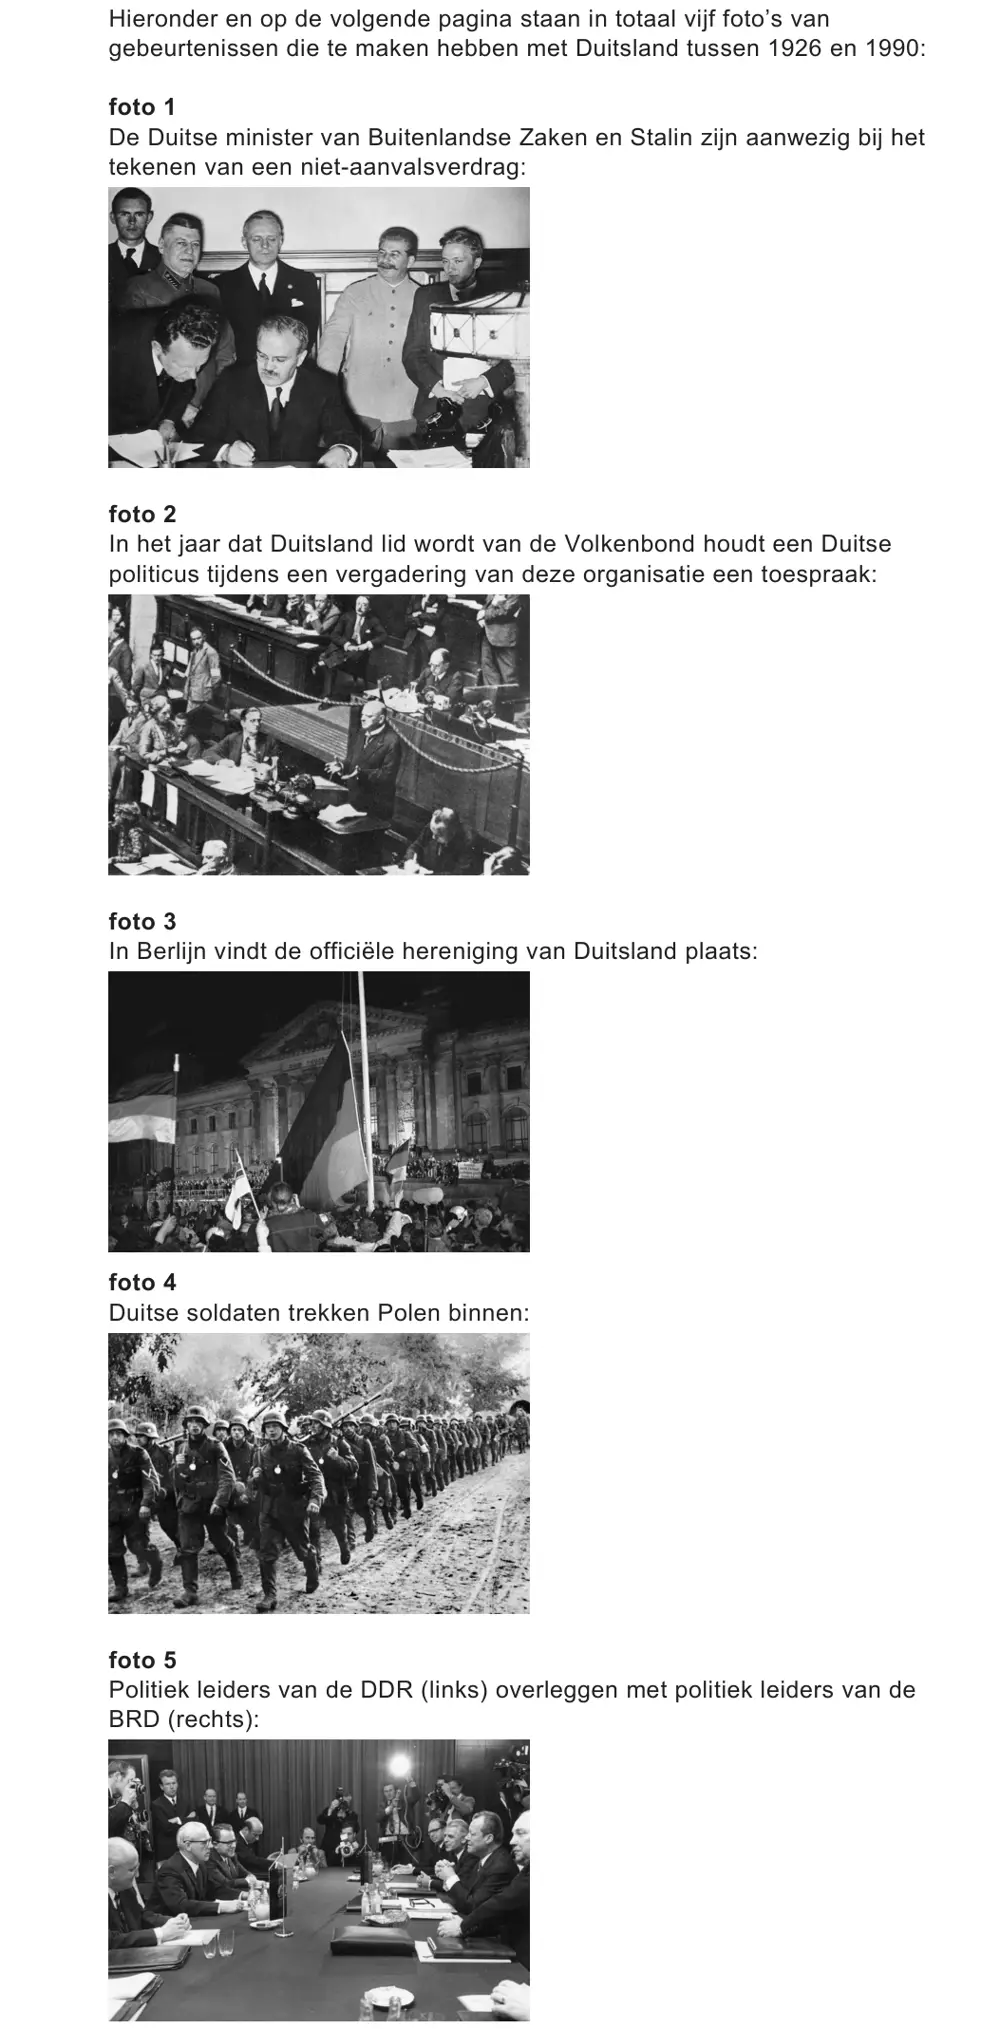 Hieronder en op de volgende pagina staan in totaal vijf foto’s van
gebeurtenissen die te maken hebben met Duitsland tussen 1926 en 1990:
foto 1
De Duitse minister van Buitenlandse Zaken en Stalin zijn aanwezig bij het
tekenen van een niet-aanvalsverdrag:
foto 2
In het jaar dat Duitsland lid wordt van de Volkenbond houdt een Duitse
politicus tijdens een vergadering van deze organisatie een toespraak:
foto 3
In Berlijn vindt de officiële hereniging van Duitsland plaats:
foto 4
Duitse soldaten trekken Polen binnen:
foto 5
Politiek leiders van de DDR (links) overleggen met politiek leiders van de
BRD (rechts):